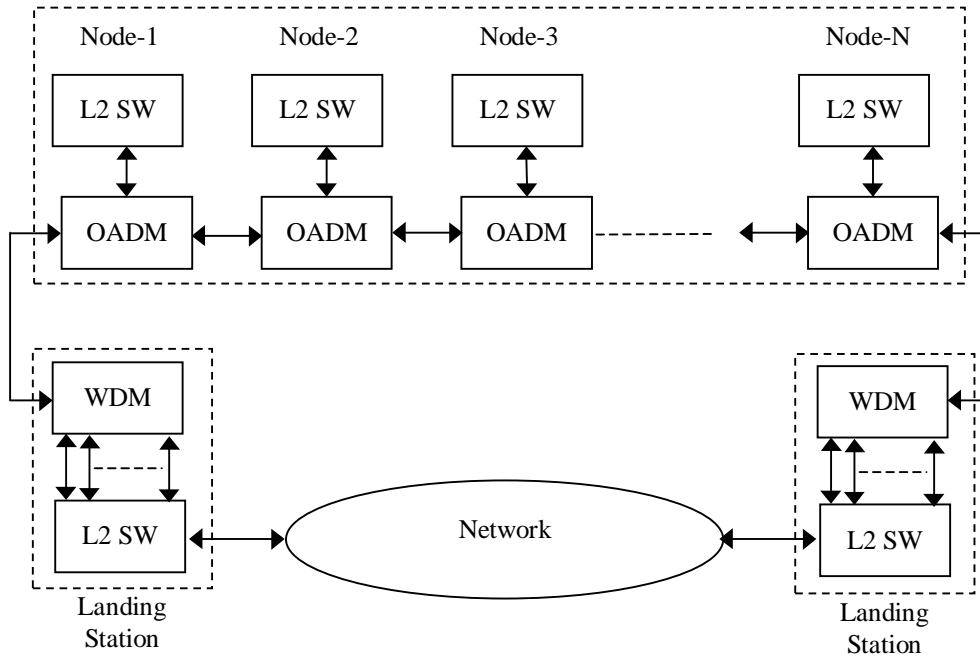 Node-1 Node-2 Node-3 Node-N
L2 SW L2 SW L2 SW L2 SW
OADM OADM OADM OADM
WDM WDM
L2 SW Network L2 SW
Landing
Station
Landing
Station